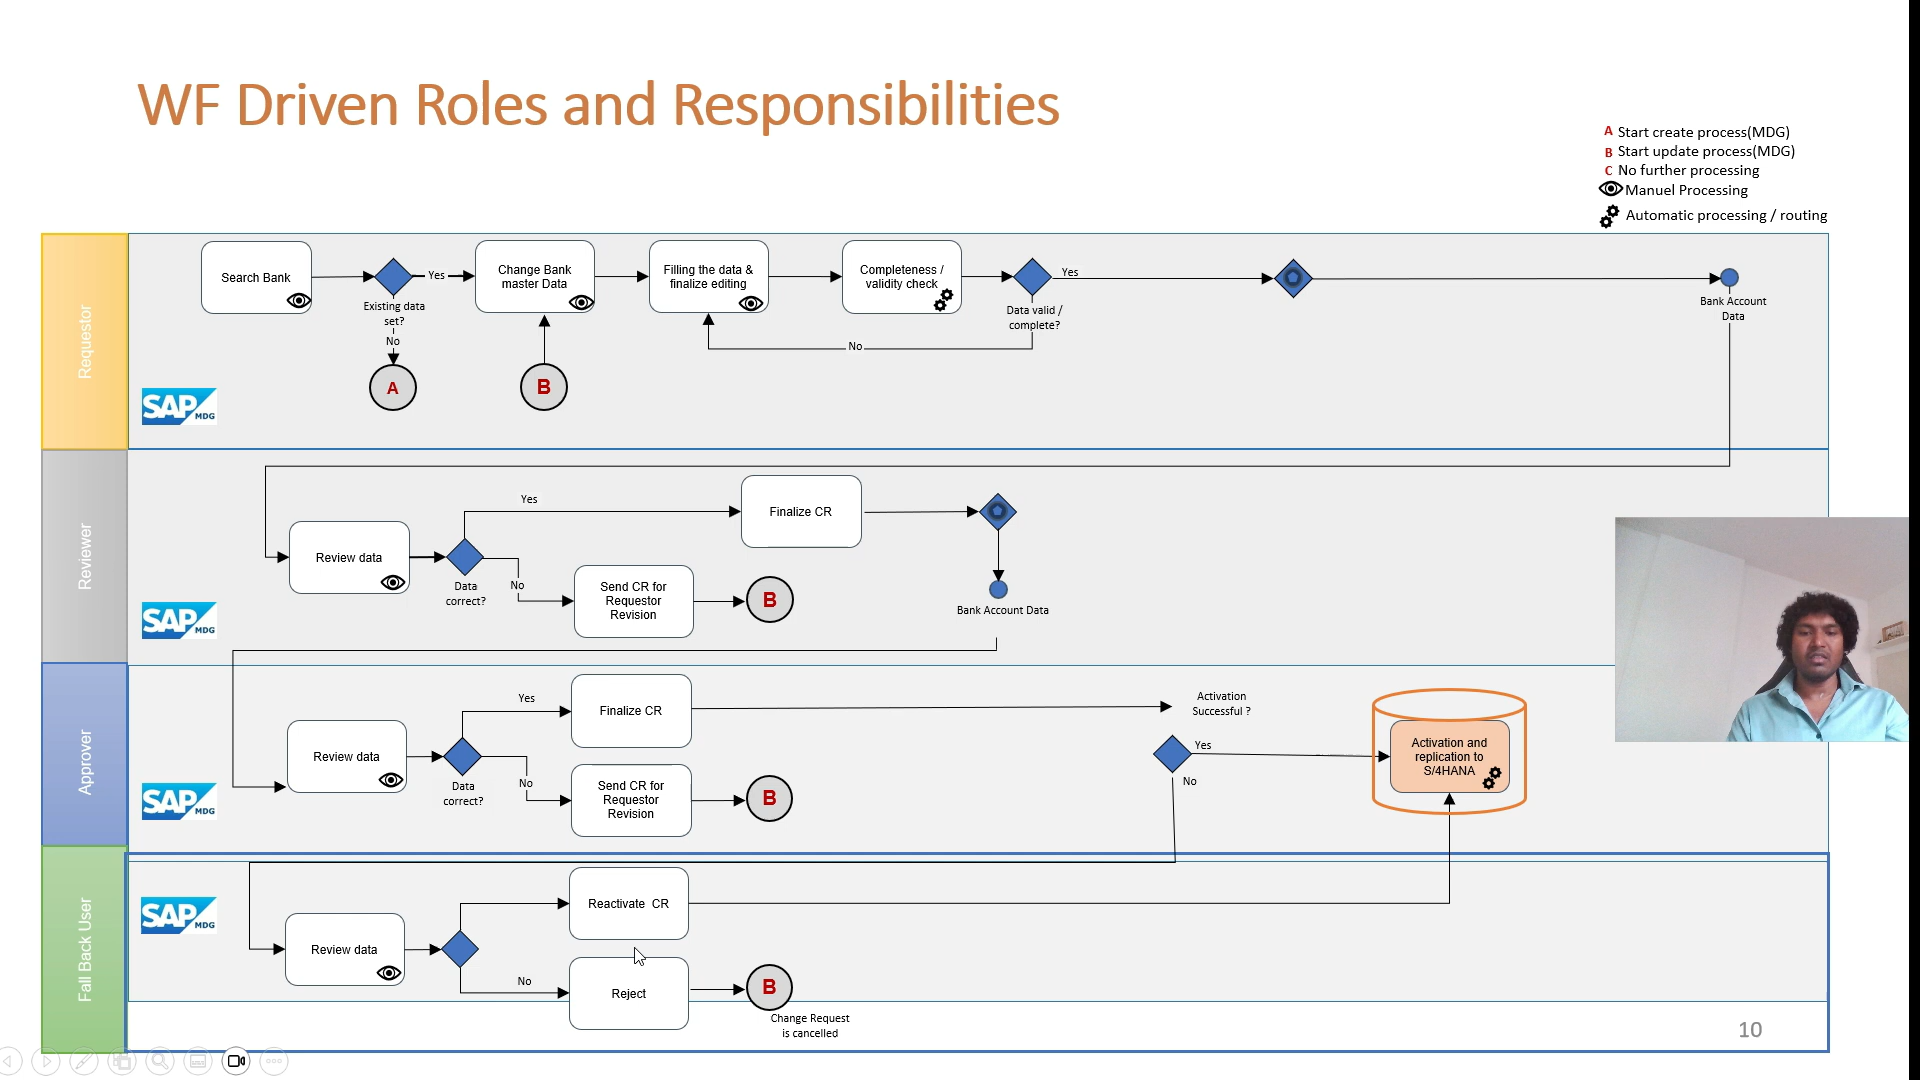 WF Driven Roles and Responsibilities
A Start create process(MDG)
B Start update process(MDG)
C No further processing
Manuel Processing
Automatic processing / routing
Requestor
Search Bank
Existing data
set?
Yes
No
A
Change Bank
master Data
B
Filling the data &
finalize editing
Completeness /
validity check
Data valid /
complete?
Yes
No
Bank Account
Data
SAP MDG
Reviewer
Review data
Data
correct?
Yes
No
Finalize CR
Send CR for
Requestor
Revision
B
Bank Account Data
SAP MDG
Approver
Review data
Data
correct?
Yes
No
Finalize CR
Send CR for
Requestor
Revision
B
Activation
Successful ?
Yes
No
Activation and
replication to
S/4HANA
SAP MDG
Fall Back User
SAP MDG
Review data
Reactivate CR
No
Reject
B
Change Request
is cancelled
10